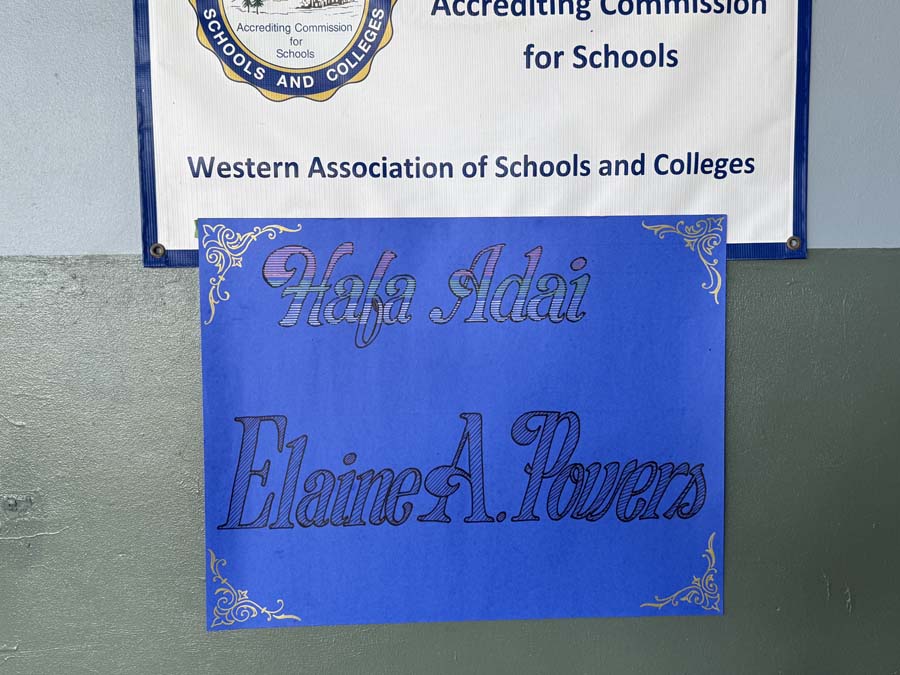 Accrediting Commission
for
Schools
SCHOOLS AND COLLEGES
Accrediting Commission
for Schools
Western Association of Schools and Colleges
Hafa Adai
Elaine A. Powers